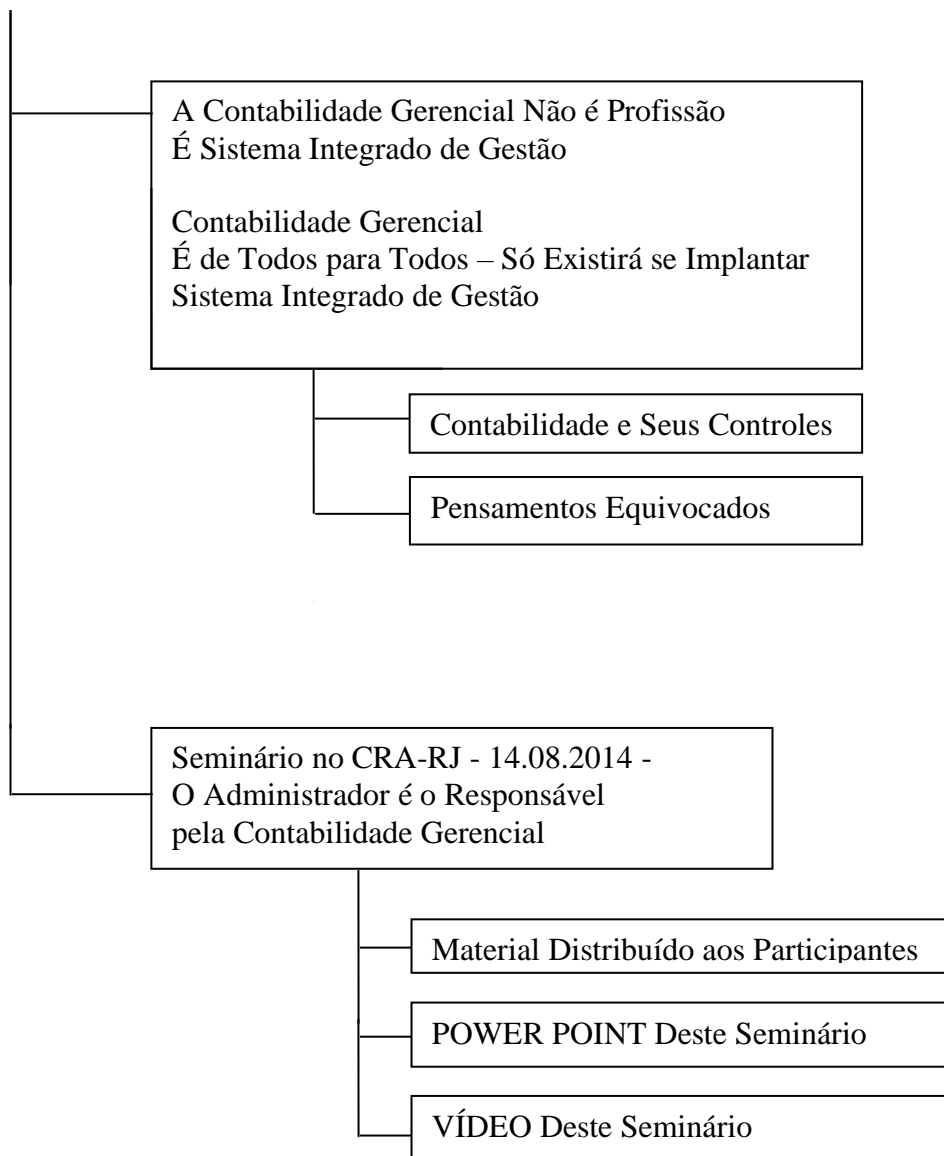 A Contabilidade Gerencial Não é Profissão
É Sistema Integrado de Gestão
Contabilidade Gerencial
É de Todos para Todos – Só Existirá se Implantar
Sistema Integrado de Gestão
Contabilidade e Seus Controles
Pensamentos Equivocados
Seminário no CRA-RJ - 14.08.2014 -
O Administrador é o Responsável
pela Contabilidade Gerencial
Material Distribuído aos Participantes
POWER POINT Deste Seminário
VÍDEO Deste Seminário